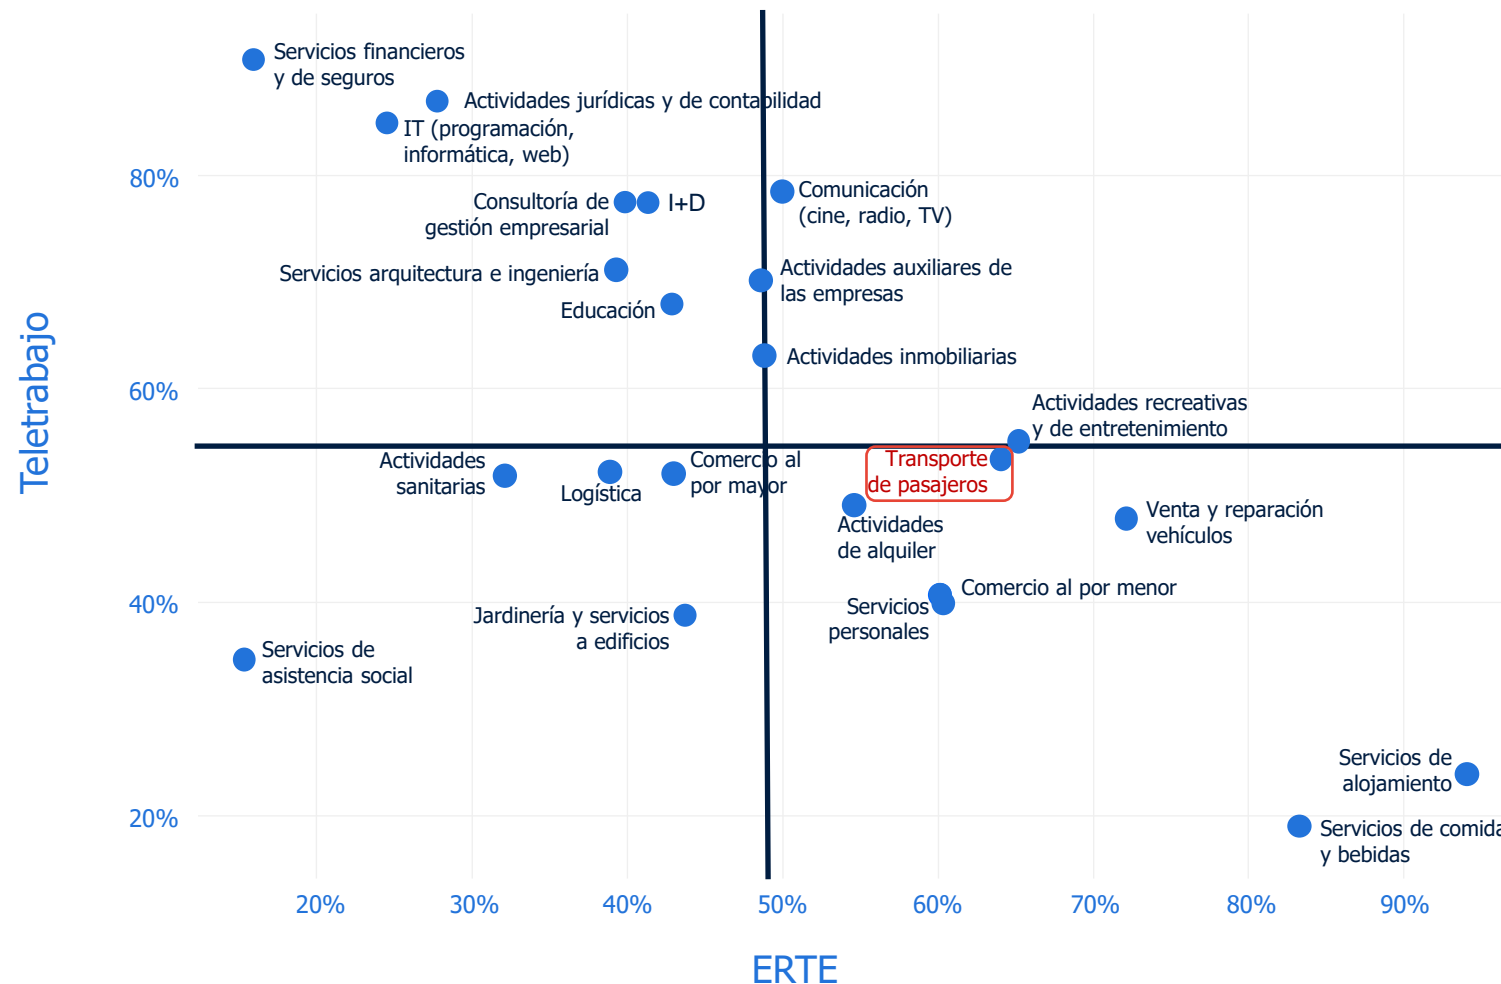 Servicios financieros
y de seguros
Actividades jurídicas y de contabilidad
IT (programación,
informática, web)
80%
Consultoría de
gestión empresarial
I+D
Comunicación
(cine, radio, TV)
Servicios arquitectura e ingeniería
Actividades auxiliares de
las empresas
Educación
Actividades inmobiliarias
Teletrabajo
60%
Actividades recreativas
y de entretenimiento
Actividades
sanitarias
Logística
Comercio al
por mayor
Transporte
de pasajeros
Actividades
de alquiler
Venta y reparación
vehículos
40%
Jardinería y servicios
a edificios
Servicios
personales
Comercio al por menor
Servicios de
asistencia social
Servicios de
alojamiento
20%
Servicios de comida
y bebidas
20%
30%
40%
50%
60%
70%
80%
90%
ERTE